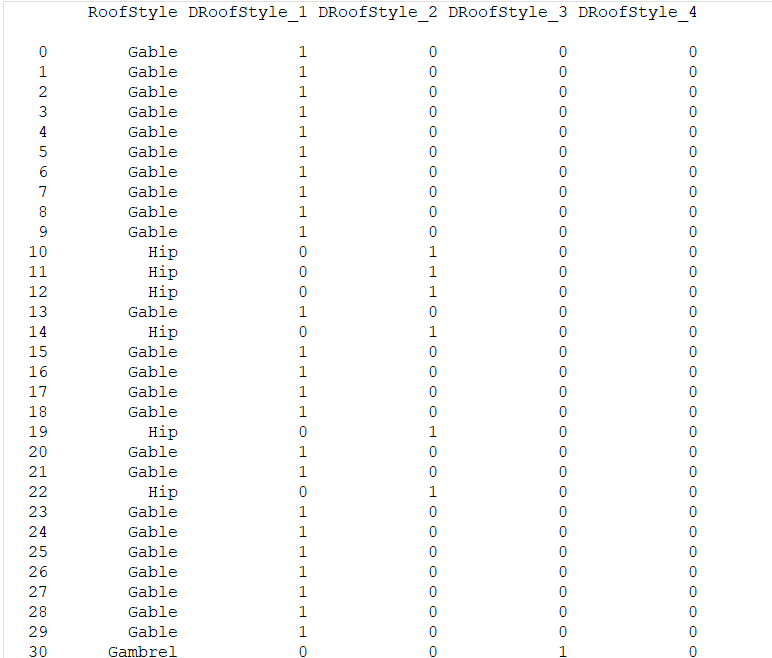 RoofStyle DRoofStyle_1 DRoofStyle_2 DRoofStyle_3 DRoofStyle_4
0 Gable 1 0 0 0
1 Gable 1 0 0 0
2 Gable 1 0 0 0
3 Gable 1 0 0 0
4 Gable 1 0 0 0
5 Gable 1 0 0 0
6 Gable 1 0 0 0
7 Gable 1 0 0 0
8 Gable 1 0 0 0
9 Gable 1 0 0 0
10 Hip 0 1 0 0
11 Hip 0 1 0 0
12 Hip 0 1 0 0
13 Gable 1 0 0 0
14 Hip 0 1 0 0
15 Gable 1 0 0 0
16 Gable 1 0 0 0
17 Gable 1 0 0 0
18 Gable 1 0 0 0
19 Hip 0 1 0 0
20 Gable 1 0 0 0
21 Gable 1 0 0 0
22 Hip 0 1 0 0
23 Gable 1 0 0 0
24 Gable 1 0 0 0
25 Gable 1 0 0 0
26 Gable 1 0 0 0
27 Gable 1 0 0 0
28 Gable 1 0 0 0
29 Gable 1 0 0 0
30 Gambrel 0 0 1 0